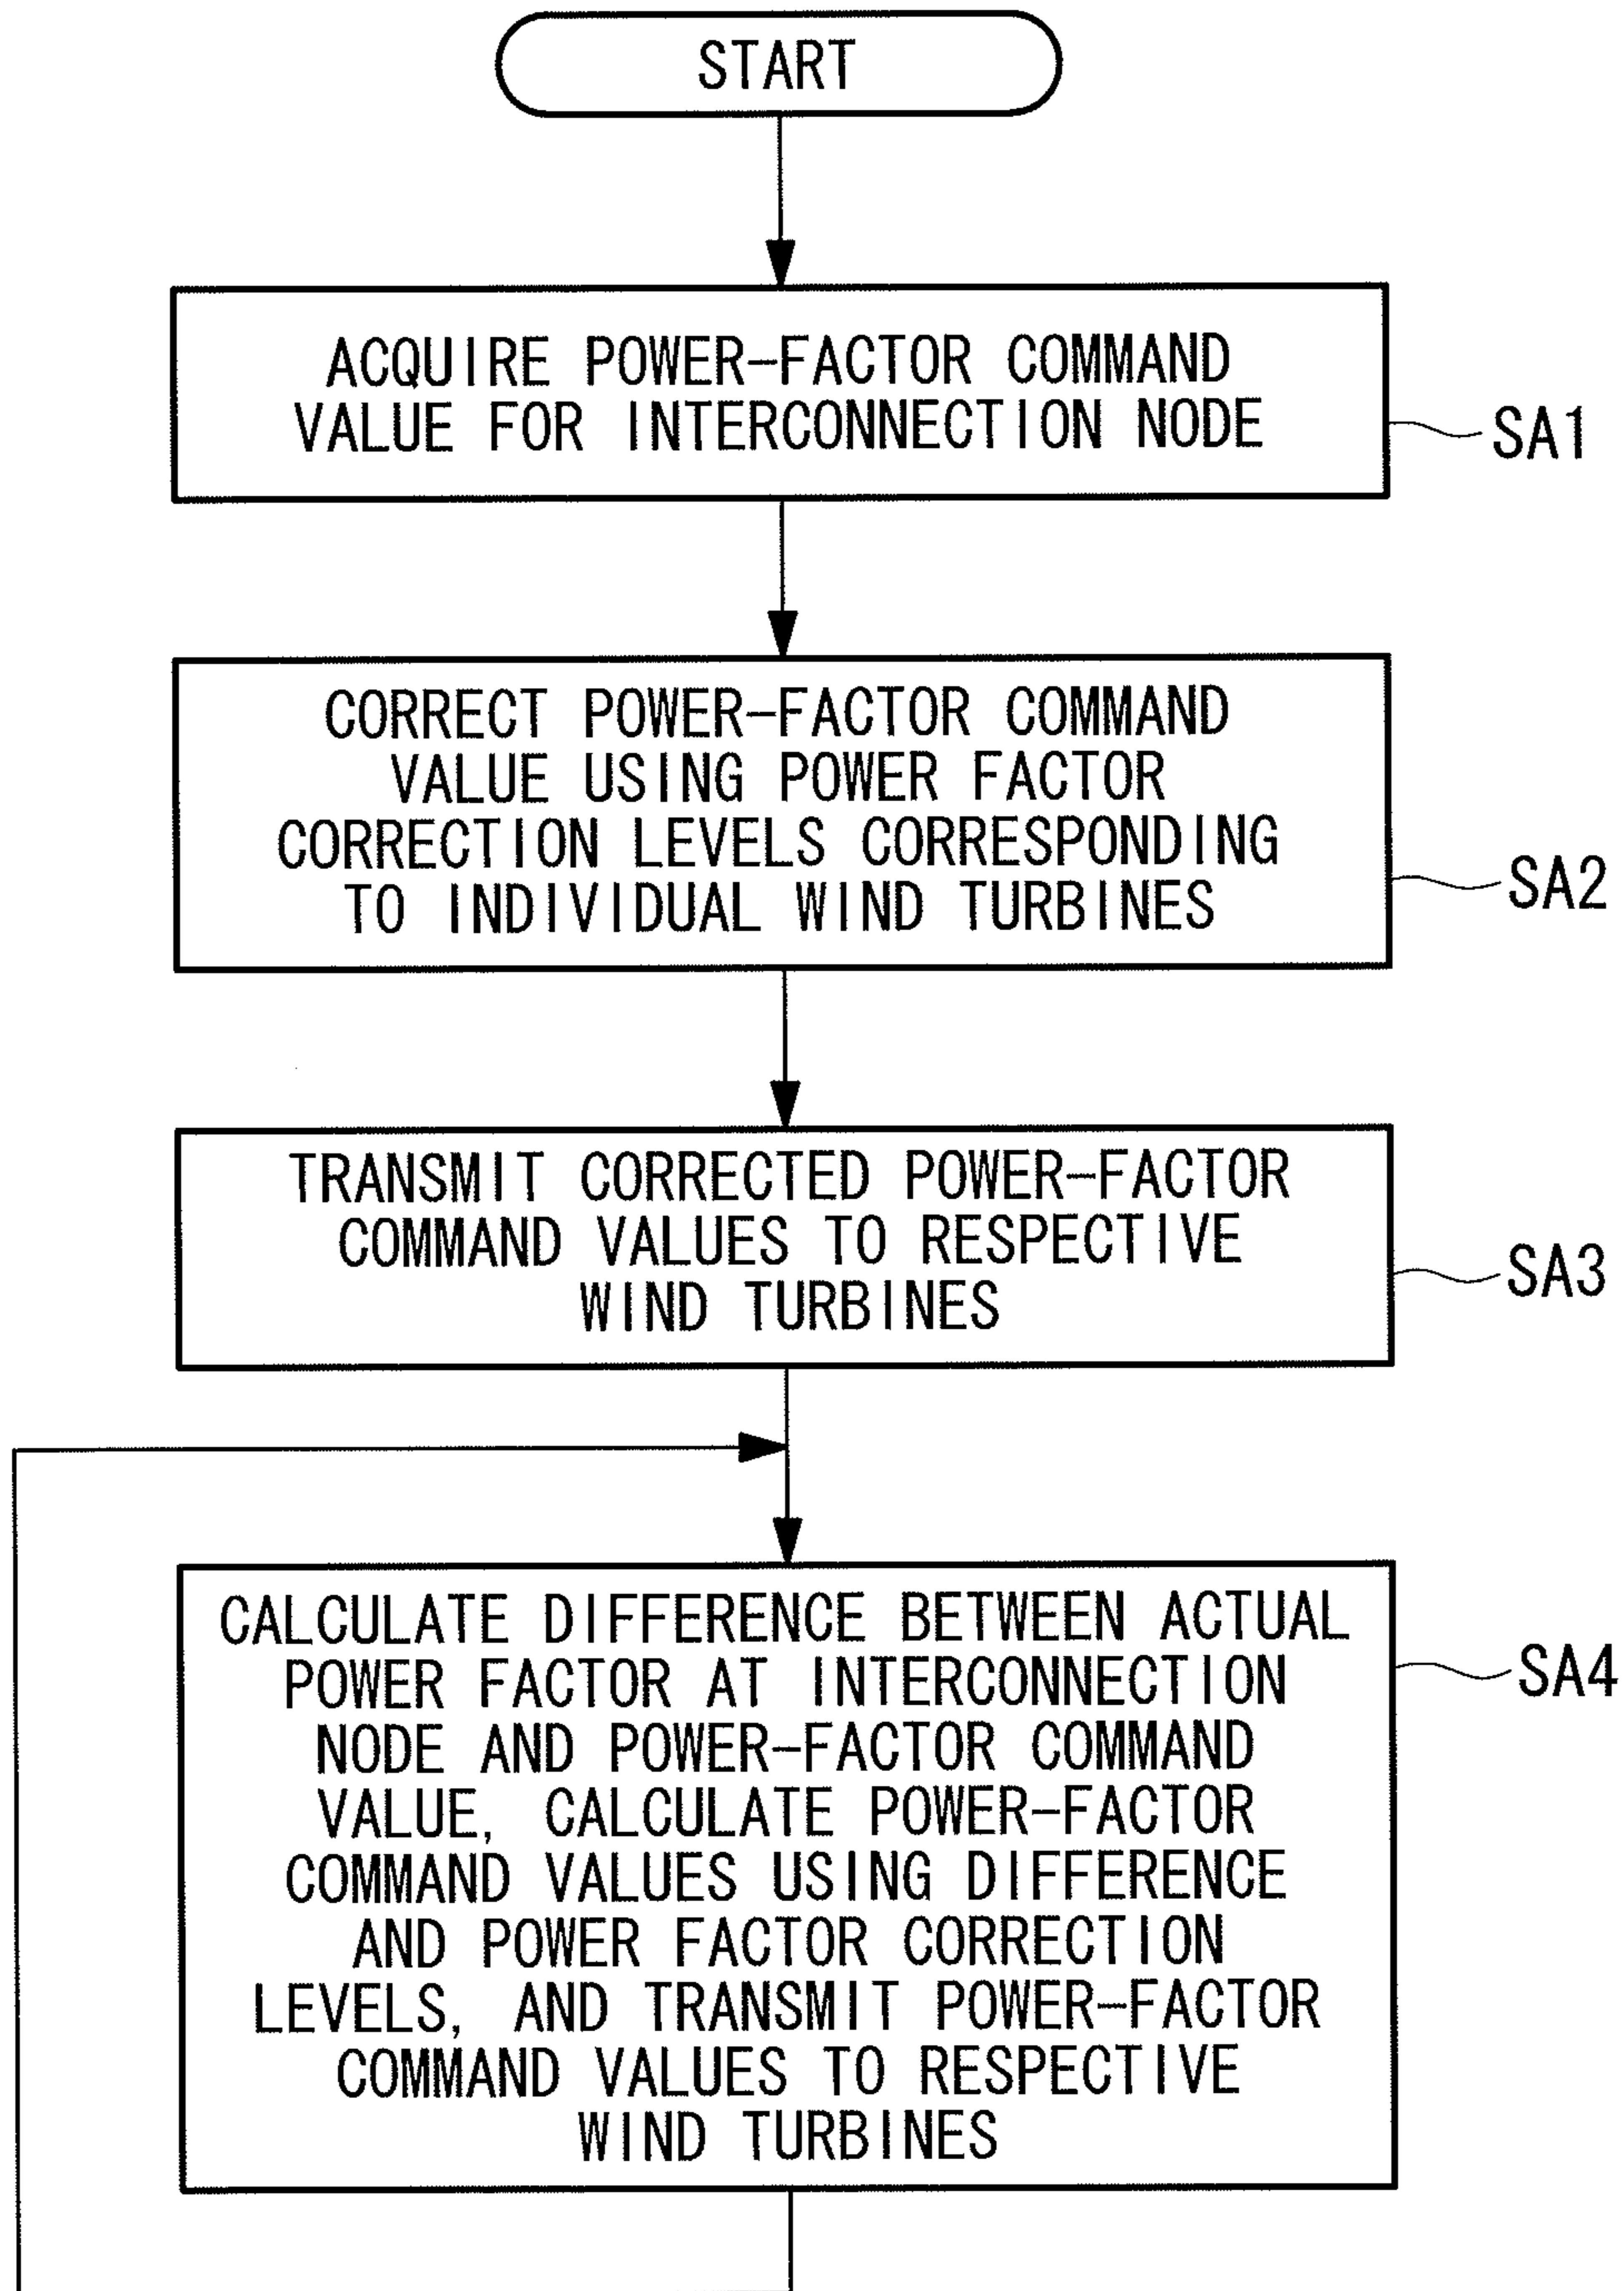 START
ACQUIRE POWER-FACTOR COMMAND
VALUE FOR INTERCONNECTION NODE
SA1
CORRECT POWER-FACTOR COMMAND
VALUE USING POWER FACTOR
CORRECTION LEVELS CORRESPONDING
TO INDIVIDUAL WIND TURBINES
SA2
TRANSMIT CORRECTED POWER-FACTOR
COMMAND VALUES TO RESPECTIVE
WIND TURBINES
SA3
CALCULATE DIFFERENCE BETWEEN ACTUAL
POWER FACTOR AT INTERCONNECTION
NODE AND POWER-FACTOR COMMAND
VALUE, CALCULATE POWER-FACTOR
COMMAND VALUES USING DIFFERENCE
AND POWER FACTOR CORRECTION
LEVELS, AND TRANSMIT POWER-FACTOR
COMMAND VALUES TO RESPECTIVE
WIND TURBINES
SA4